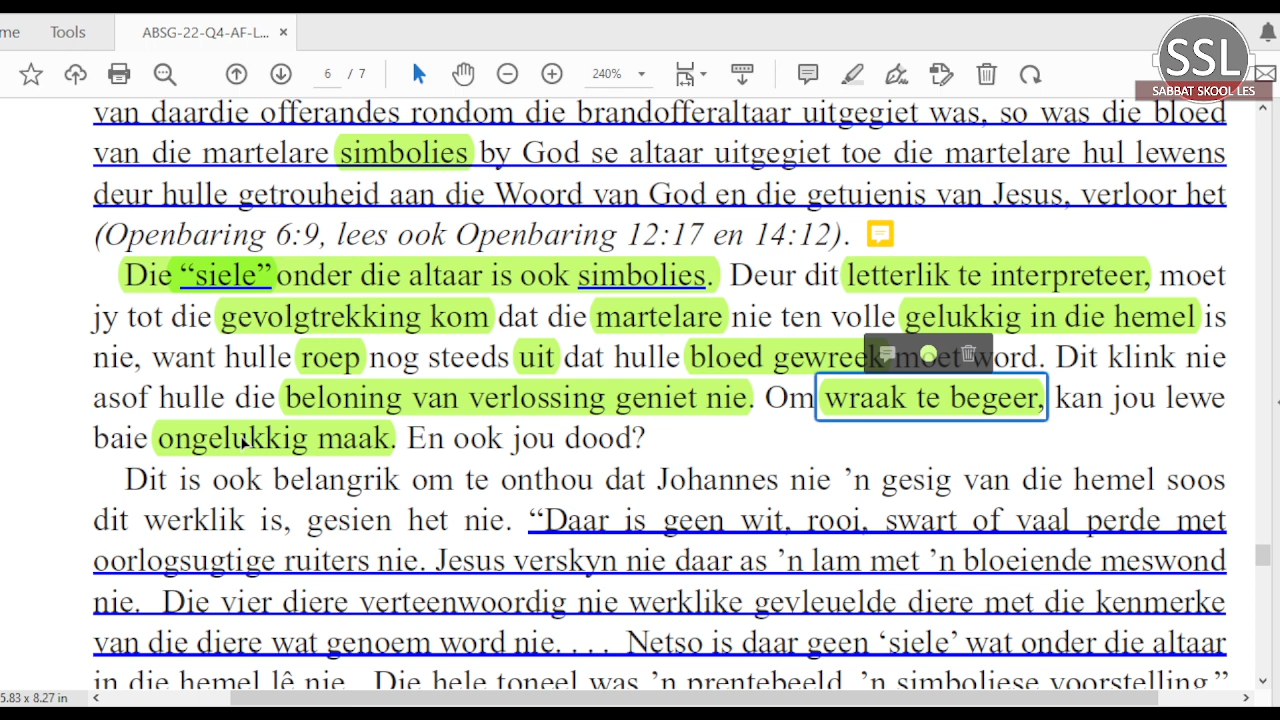 me Tools ABSG-22-Q4-AF-L... ×
6 / 7 240%
SSL
SABBAT SKOOL LES
van daardie offerandes rondom die brandofferaltaar uitgegiet was, so was die bloed
van die martelare simbolies by God se altaar uitgegiet toe die martelare hul lewens
deur hulle getrouheid aan die Woord van God en die getuienis van Jesus, verloor het
(Openbaring 6:9, lees ook Openbaring 12:17 en 14:12).
Die “siele” onder die altaar is ook simbolies. Deur dit letterlik te interpreteer, moet
jy tot die gevolgtrekking kom dat die martelare nie ten volle gelukkig in die hemel is
nie, want hulle roep nog steeds uit dat hulle bloed gewreek moet word. Dit klink nie
asof hulle die beloning van verlossing geniet nie. Om wraak te begeer, kan jou lewe
baie ongelukkig maak. En ook jou dood?
Dit is ook belangrik om te onthou dat Johannes nie ’n gesig van die hemel soos
dit werklik is, gesien het nie. “Daar is geen wit, rooi, swart of vaal perde met
oorlogsugtige ruiters nie. Jesus verskyn nie daar as ’n lam met ’n bloeiende meswond
nie. Die vier diere verteenwoordig nie werklike gevleuelde diere met die kenmerke
van die diere wat genoem word nie. . . . Netso is daar geen ‘siele’ wat onder die altaar
in die hemel lê nie. Die hele toneel was ’n prentebeeld, ’n simboliese voorstelling.”
5.83 x 8.27 in